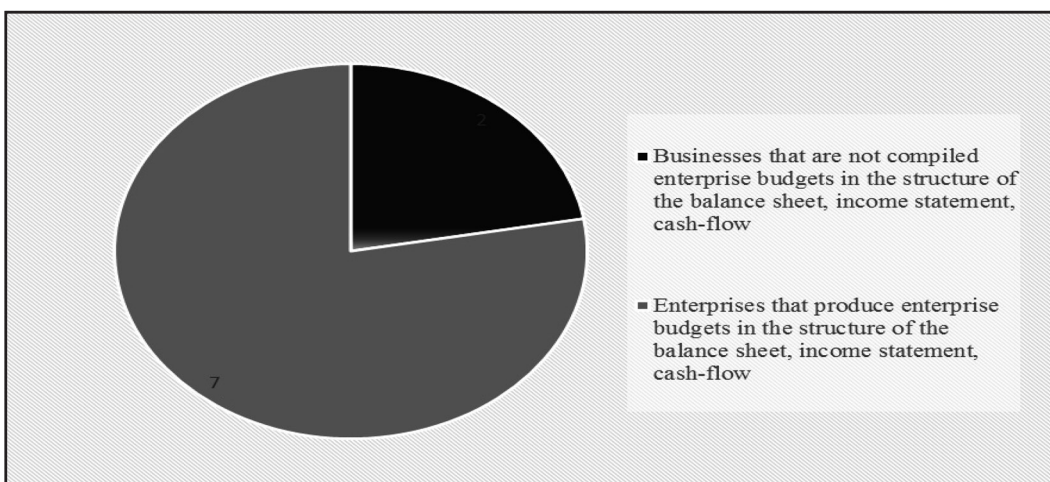 2
Businesses that are not compiled
enterprise budgets in the structure of
the balance sheet, income statement,
cash-flow
Enterprises that produce enterprise
budgets in the structure of the
balance sheet, income statement,
cash-flow
7